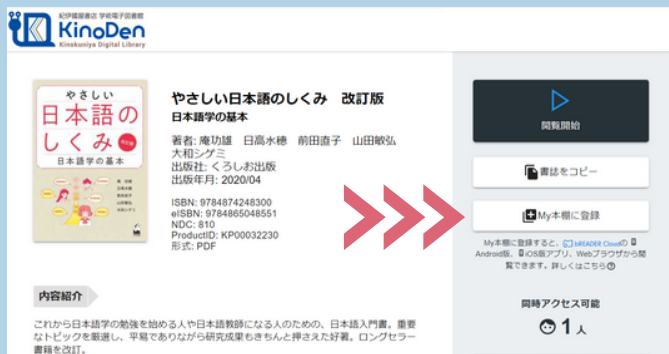 紀伊國屋書店 学術電子図書館
KinoDen
Kinokuniya Digital Library
やさしい
日本語の
しくみ
改訂版
日本語学の基本
やさしい日本語のしくみ 改訂版
日本語学の基本
著者: 庵功雄 日高水穂 前田直子 山田敏弘
大和シゲミ
出版社: くろしお出版
出版年月: 2020/04
ISBN: 9784874248300
eISBN: 9784865048551
NDC: 810
ProductID: KP00032230
形式: PDF
内容紹介
これから日本語学の勉強を始める人や日本語教師になる人のための、日本語入門書。重要
なトピックを厳選し、平易でありながら研究成果もきちんと押さえた好著。ロングセラー
書籍を改訂。
閲覧開始
書誌をコピー
My本棚に登録
My本棚に登録すると、bREADER Cloudの
Android版、iOS版アプリ、Webブラウザから閲
覧できます。詳しくはこちら
同時アクセス可能
1人